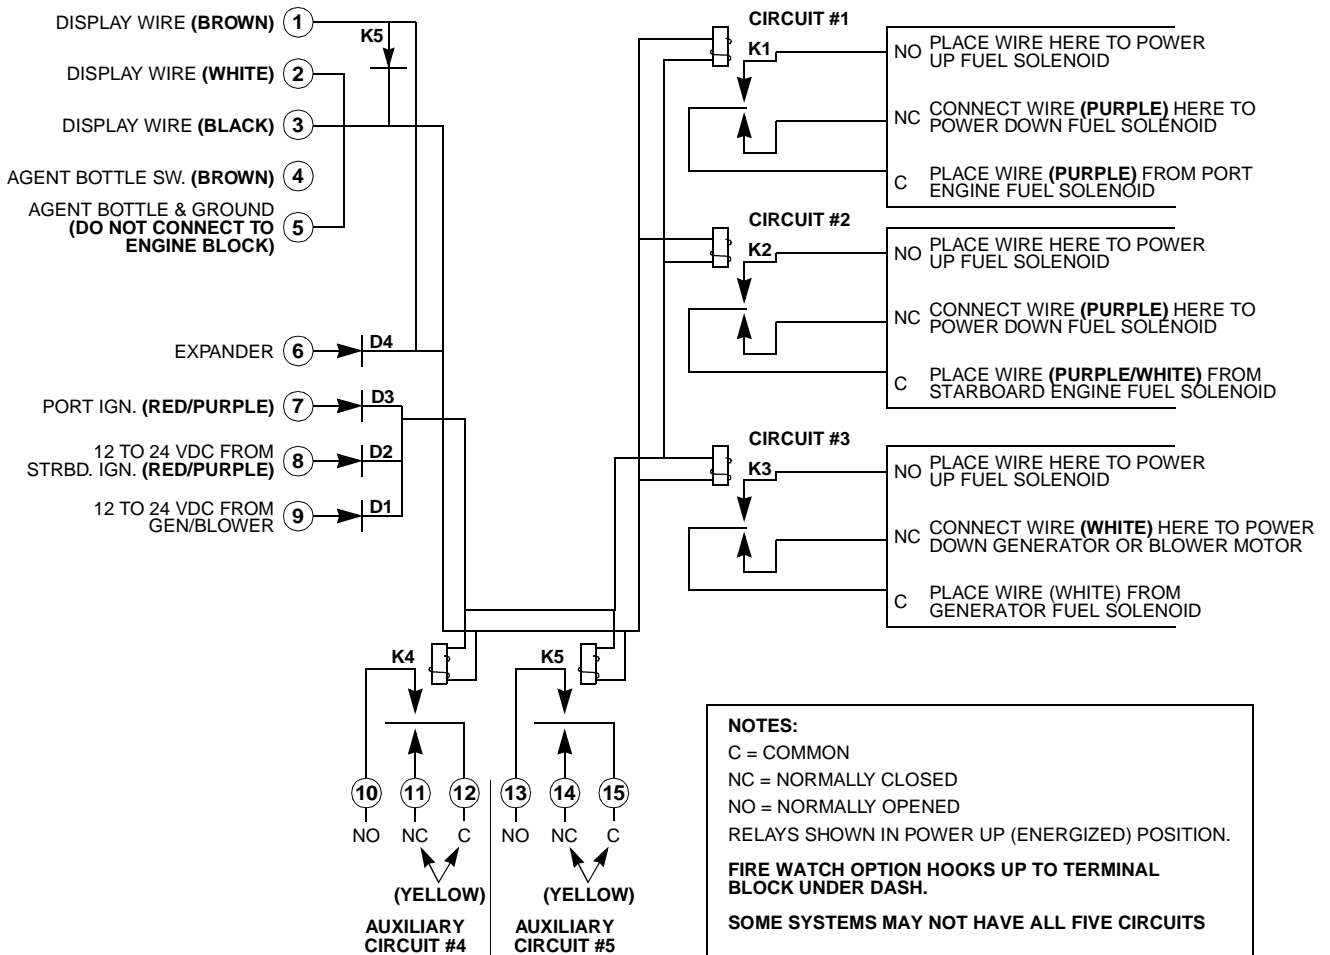 DISPLAY WIRE (BROWN) 1
DISPLAY WIRE (WHITE) 2
DISPLAY WIRE (BLACK) 3
AGENT BOTTLE SW. (BROWN) 4
AGENT BOTTLE & GROUND
(DO NOT CONNECT TO
ENGINE BLOCK)
5
K5
EXPANDER 6 D4
PORT IGN. (RED/PURPLE) 7 D3
12 TO 24 VDC FROM
STRBD. IGN. (RED/PURPLE)
8 D2
12 TO 24 VDC FROM
GEN/BLOWER
9 D1
CIRCUIT #1
K1
NO PLACE WIRE HERE TO POWER
UP FUEL SOLENOID
NC CONNECT WIRE (PURPLE) HERE TO
POWER DOWN FUEL SOLENOID
C PLACE WIRE (PURPLE) FROM PORT
ENGINE FUEL SOLENOID
CIRCUIT #2
K2
NO PLACE WIRE HERE TO POWER
UP FUEL SOLENOID
NC CONNECT WIRE (PURPLE) HERE TO
POWER DOWN FUEL SOLENOID
C PLACE WIRE (PURPLE/WHITE) FROM
STARBOARD ENGINE FUEL SOLENOID
CIRCUIT #3
K3
NO PLACE WIRE HERE TO POWER
UP FUEL SOLENOID
NC CONNECT WIRE (WHITE) HERE TO POWER
DOWN GENERATOR OR BLOWER MOTOR
C PLACE WIRE (WHITE) FROM
GENERATOR FUEL SOLENOID
K4
10 11 12
NO NC C
(YELLOW)
AUXILIARY
CIRCUIT #4
K5
13 14 15
NO NC C
(YELLOW)
AUXILIARY
CIRCUIT #5
NOTES:
C = COMMON
NC = NORMALLY CLOSED
NO = NORMALLY OPENED
RELAYS SHOWN IN POWER UP (ENERGIZED) POSITION.
FIRE WATCH OPTION HOOKS UP TO TERMINAL
BLOCK UNDER DASH.
SOME SYSTEMS MAY NOT HAVE ALL FIVE CIRCUITS